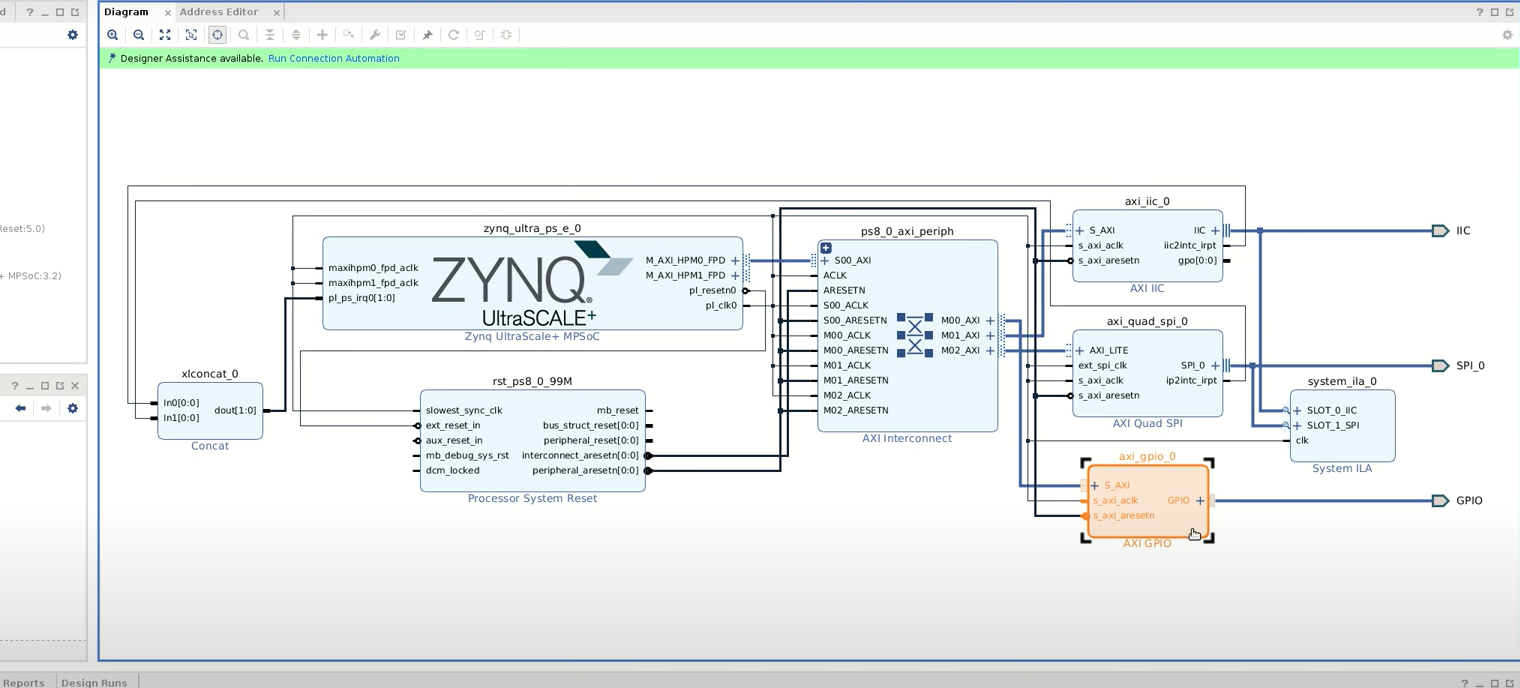 d ? _
Diagram × Address Editor ×
? 
Designer Assistance available. Run Connection Automation
Reset:5.0)
+ MPSoC:3.2)
? _ ×
zynq_ultra_ps_e_0
maxihpm0_fpd_aclk
maxihpm1_fpd_aclk
pl_ps_irq0[1:0]
ZYNQ®
UltraSCALE+
M_AXI_HPM0_FPD
M_AXI_HPM1_FPD
pl_resetn0
pl_clk0
Zynq UltraScale+ MPSoC
xlconcat_0
In0[0:0]
In1[0:0]
dout[1:0]
Concat
rst_ps8_0_99M
slowest_sync_clk
ext_reset_in
aux_reset_in
mb_debug_sys_rst
dcm_locked
mb_reset
bus_struct_reset[0:0]
peripheral_reset[0:0]
interconnect_aresetn[0:0]
peripheral_aresetn[0:0]
Processor System Reset
ps8_0_axi_periph
S00_AXI
ACLK
ARESETN
S00_ACLK
S00_ARESETN
M00_ACLK
M00_ARESETN
M01_ACLK
M01_ARESETN
M02_ACLK
M02_ARESETN
M00_AXI
M01_AXI
M02_AXI
AXI Interconnect
axi_iic_0
S_AXI
s_axi_aclk
s_axi_aresetn
IIC
iic2intc_irpt
gpo[0:0]
AXI IIC
axi_quad_spi_0
AXI_LITE
ext_spi_clk
s_axi_aclk
s_axi_aresetn
SPI_0
ip2intc_irpt
AXI Quad SPI
axi_gpio_0
S_AXI
s_axi_aclk
s_axi_aresetn
GPIO
AXI GPIO
system_ila_0
SLOT_0_IIC
SLOT_1_SPI
clk
System ILA
IIC
SPI_0
GPIO
Reports Design Runs
? _